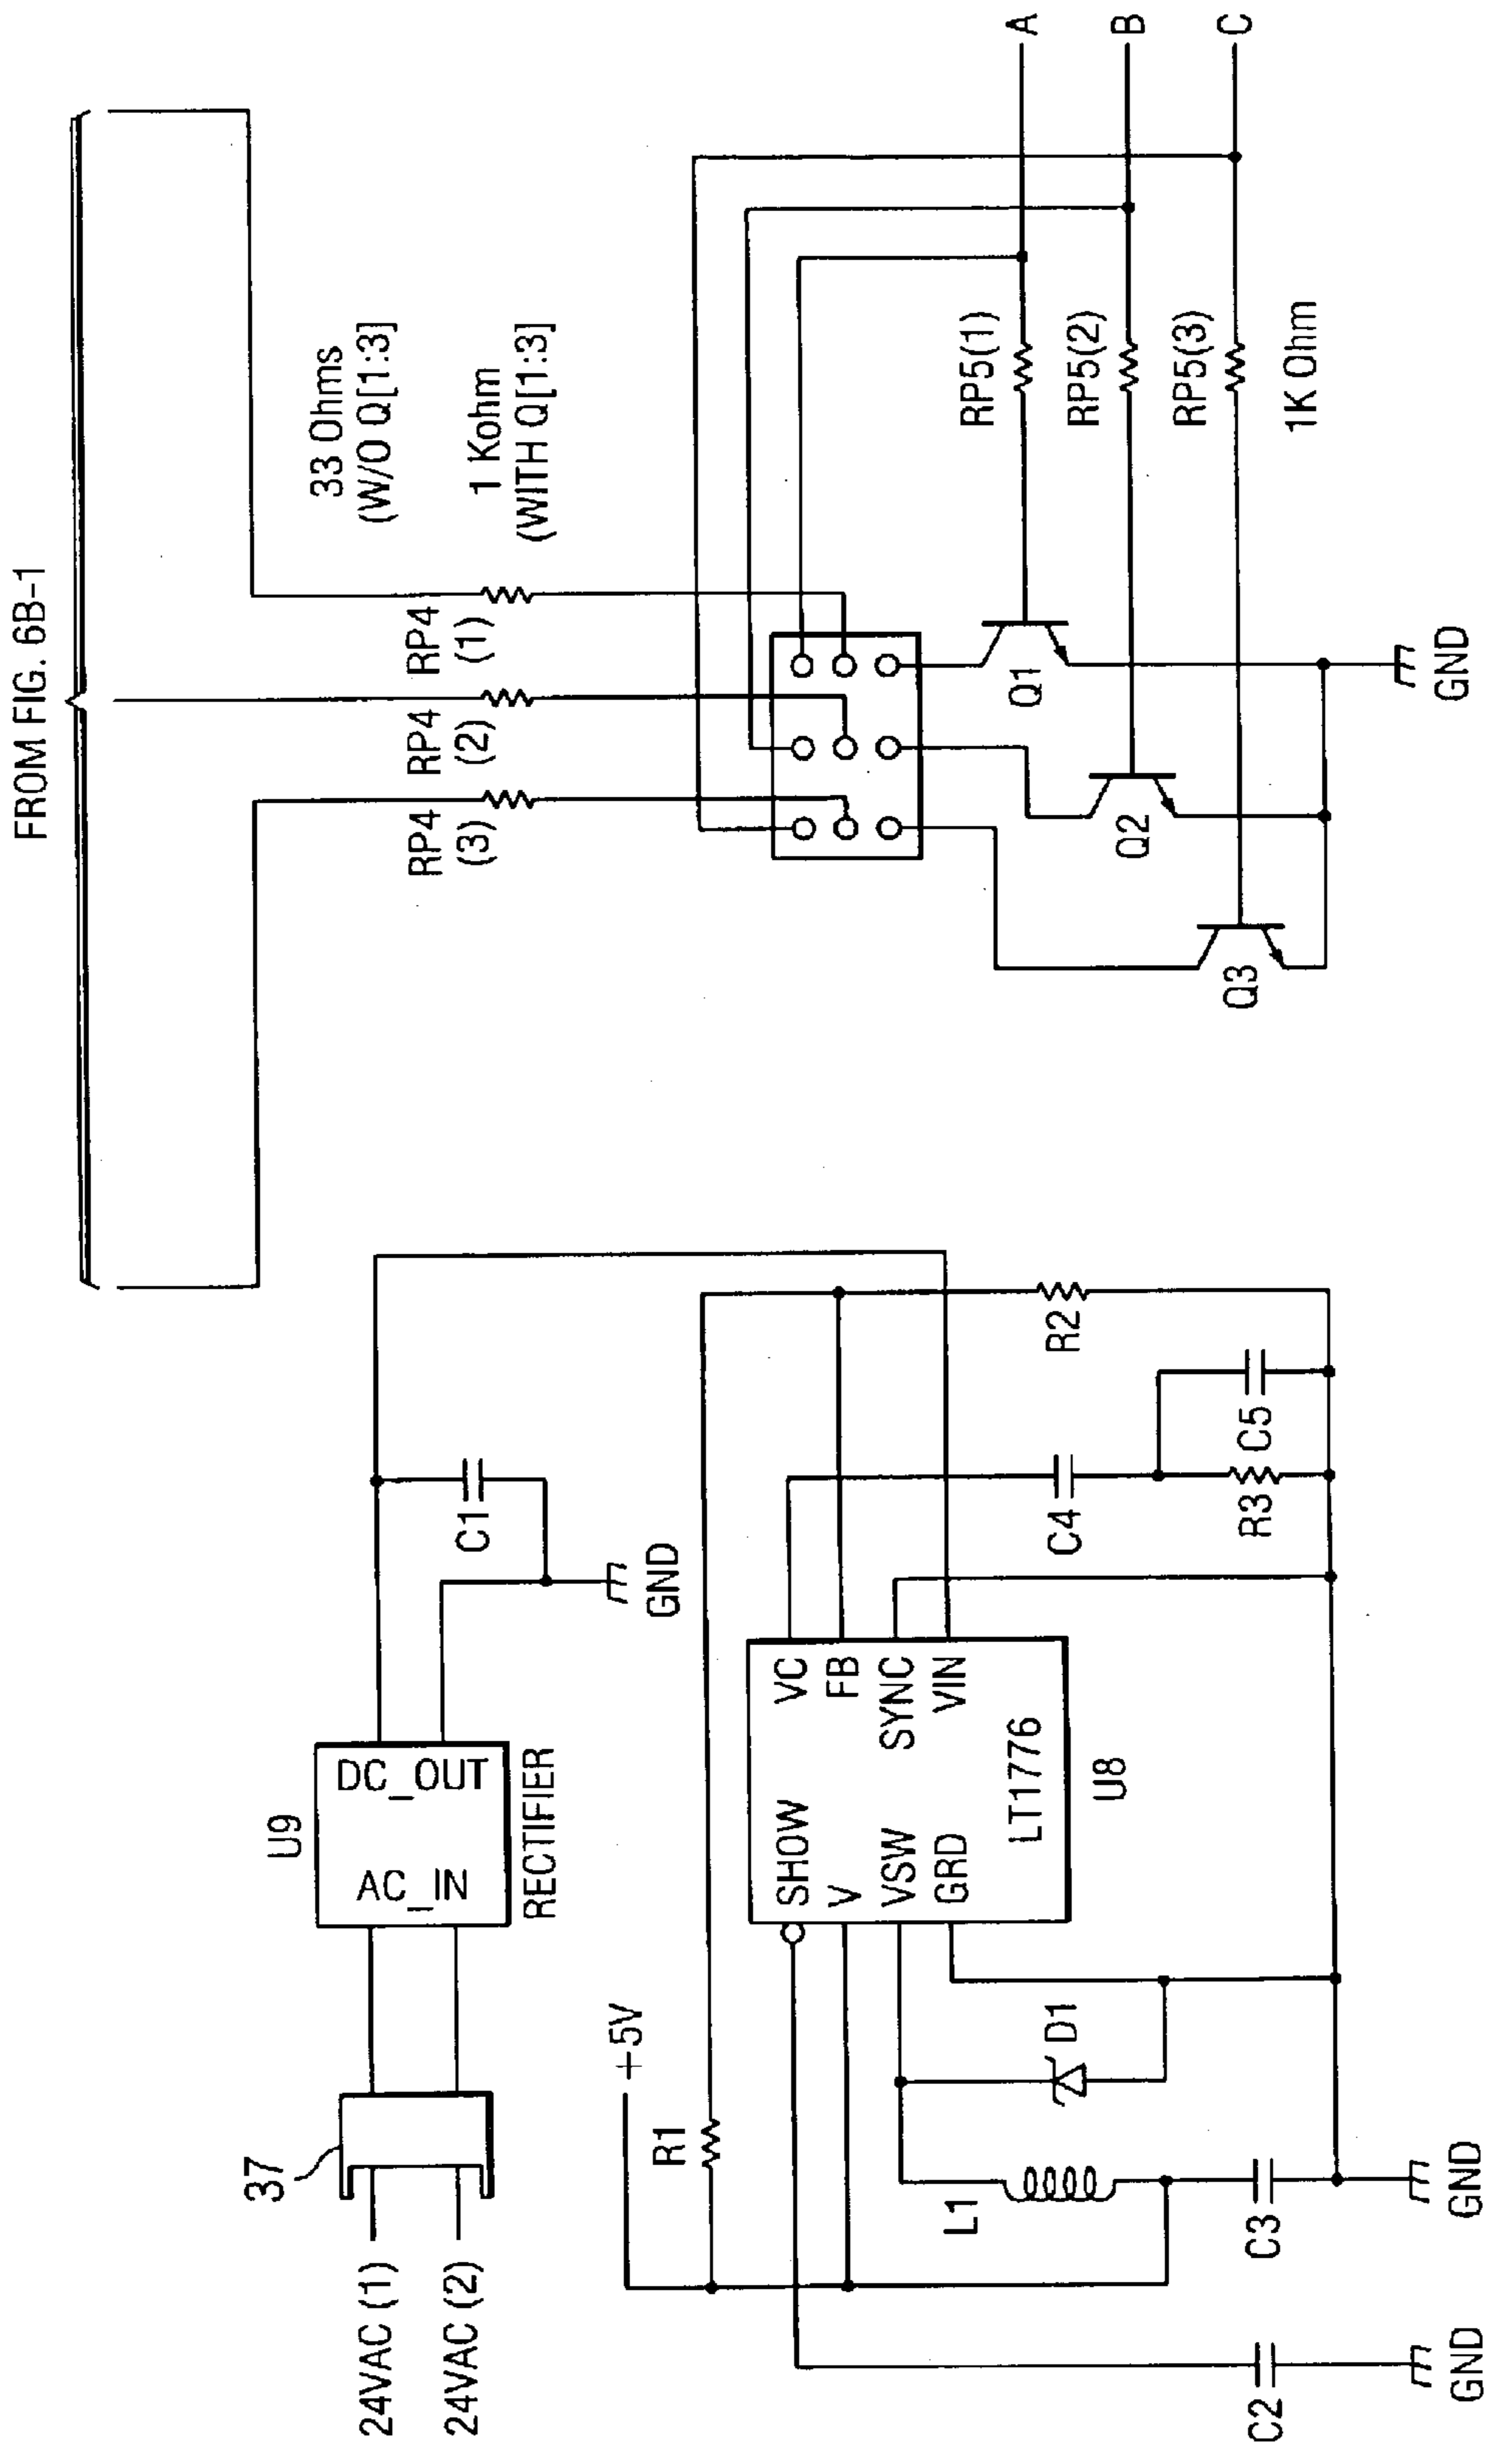 FROM FIG. 6B-1
33 Ohms
(W/O Q[1:3]
1 Kohm
(WITH Q[1:3]
RP4
(1)
RP4
(2)
RP4
(3)
A
B
C
RP5(1)
RP5(2)
RP5(3)
1K Ohm
Q1
Q2
Q3
GND
24VAC (1)
24VAC (2)
37
U9
AC_IN
DC_OUT
RECTIFIER
C1
GND
+5V
R1
SHOW
V
VSW
GRD
VC
FB
SYNC
VIN
LT1776
U8
L1
D1
C4
R2
R3
C5
C3
GND
C2
GND